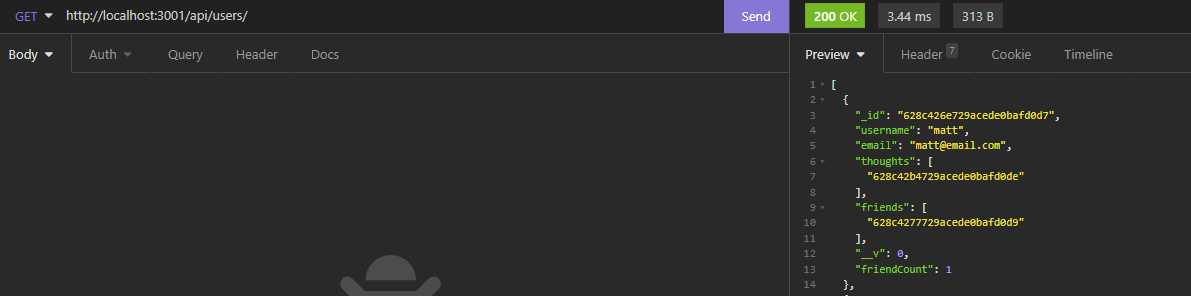 GET http://localhost:3001/api/users/ Send 200 OK 3.44 ms 313 B
Body Auth Query Header Docs Preview Header 7 Cookie Timeline
1 [
2 {
3 "_id": "628c426e729acede0bafd0d7",
4 "username": "matt",
5 "email": "matt@email.com",
6 "thoughts": [
7 "628c42b4729acede0bafd0de"
8 ],
9 "friends": [
10 "628c4277729acede0bafd0d9"
11 ],
12 "__v": 0,
13 "friendCount": 1
14 },